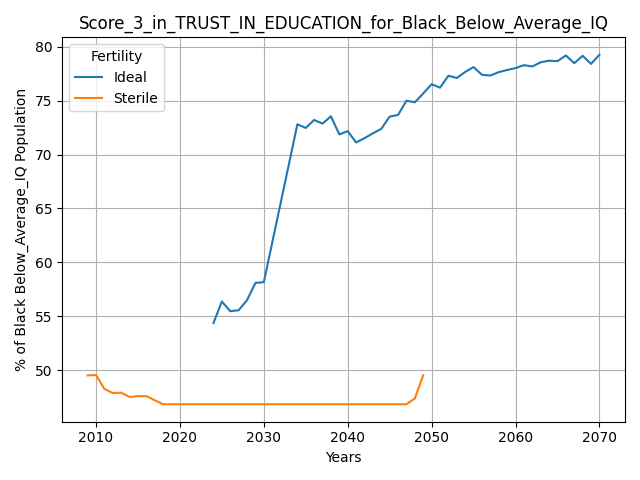 Score_3_in_TRUST_IN_EDUCATION_for_Black_Below_Average_IQ
Fertility
Ideal
Sterile
% of Black Below_Average_IQ Population
80
75
70
65
60
55
50
2010 2020 2030 2040 2050 2060 2070
Years